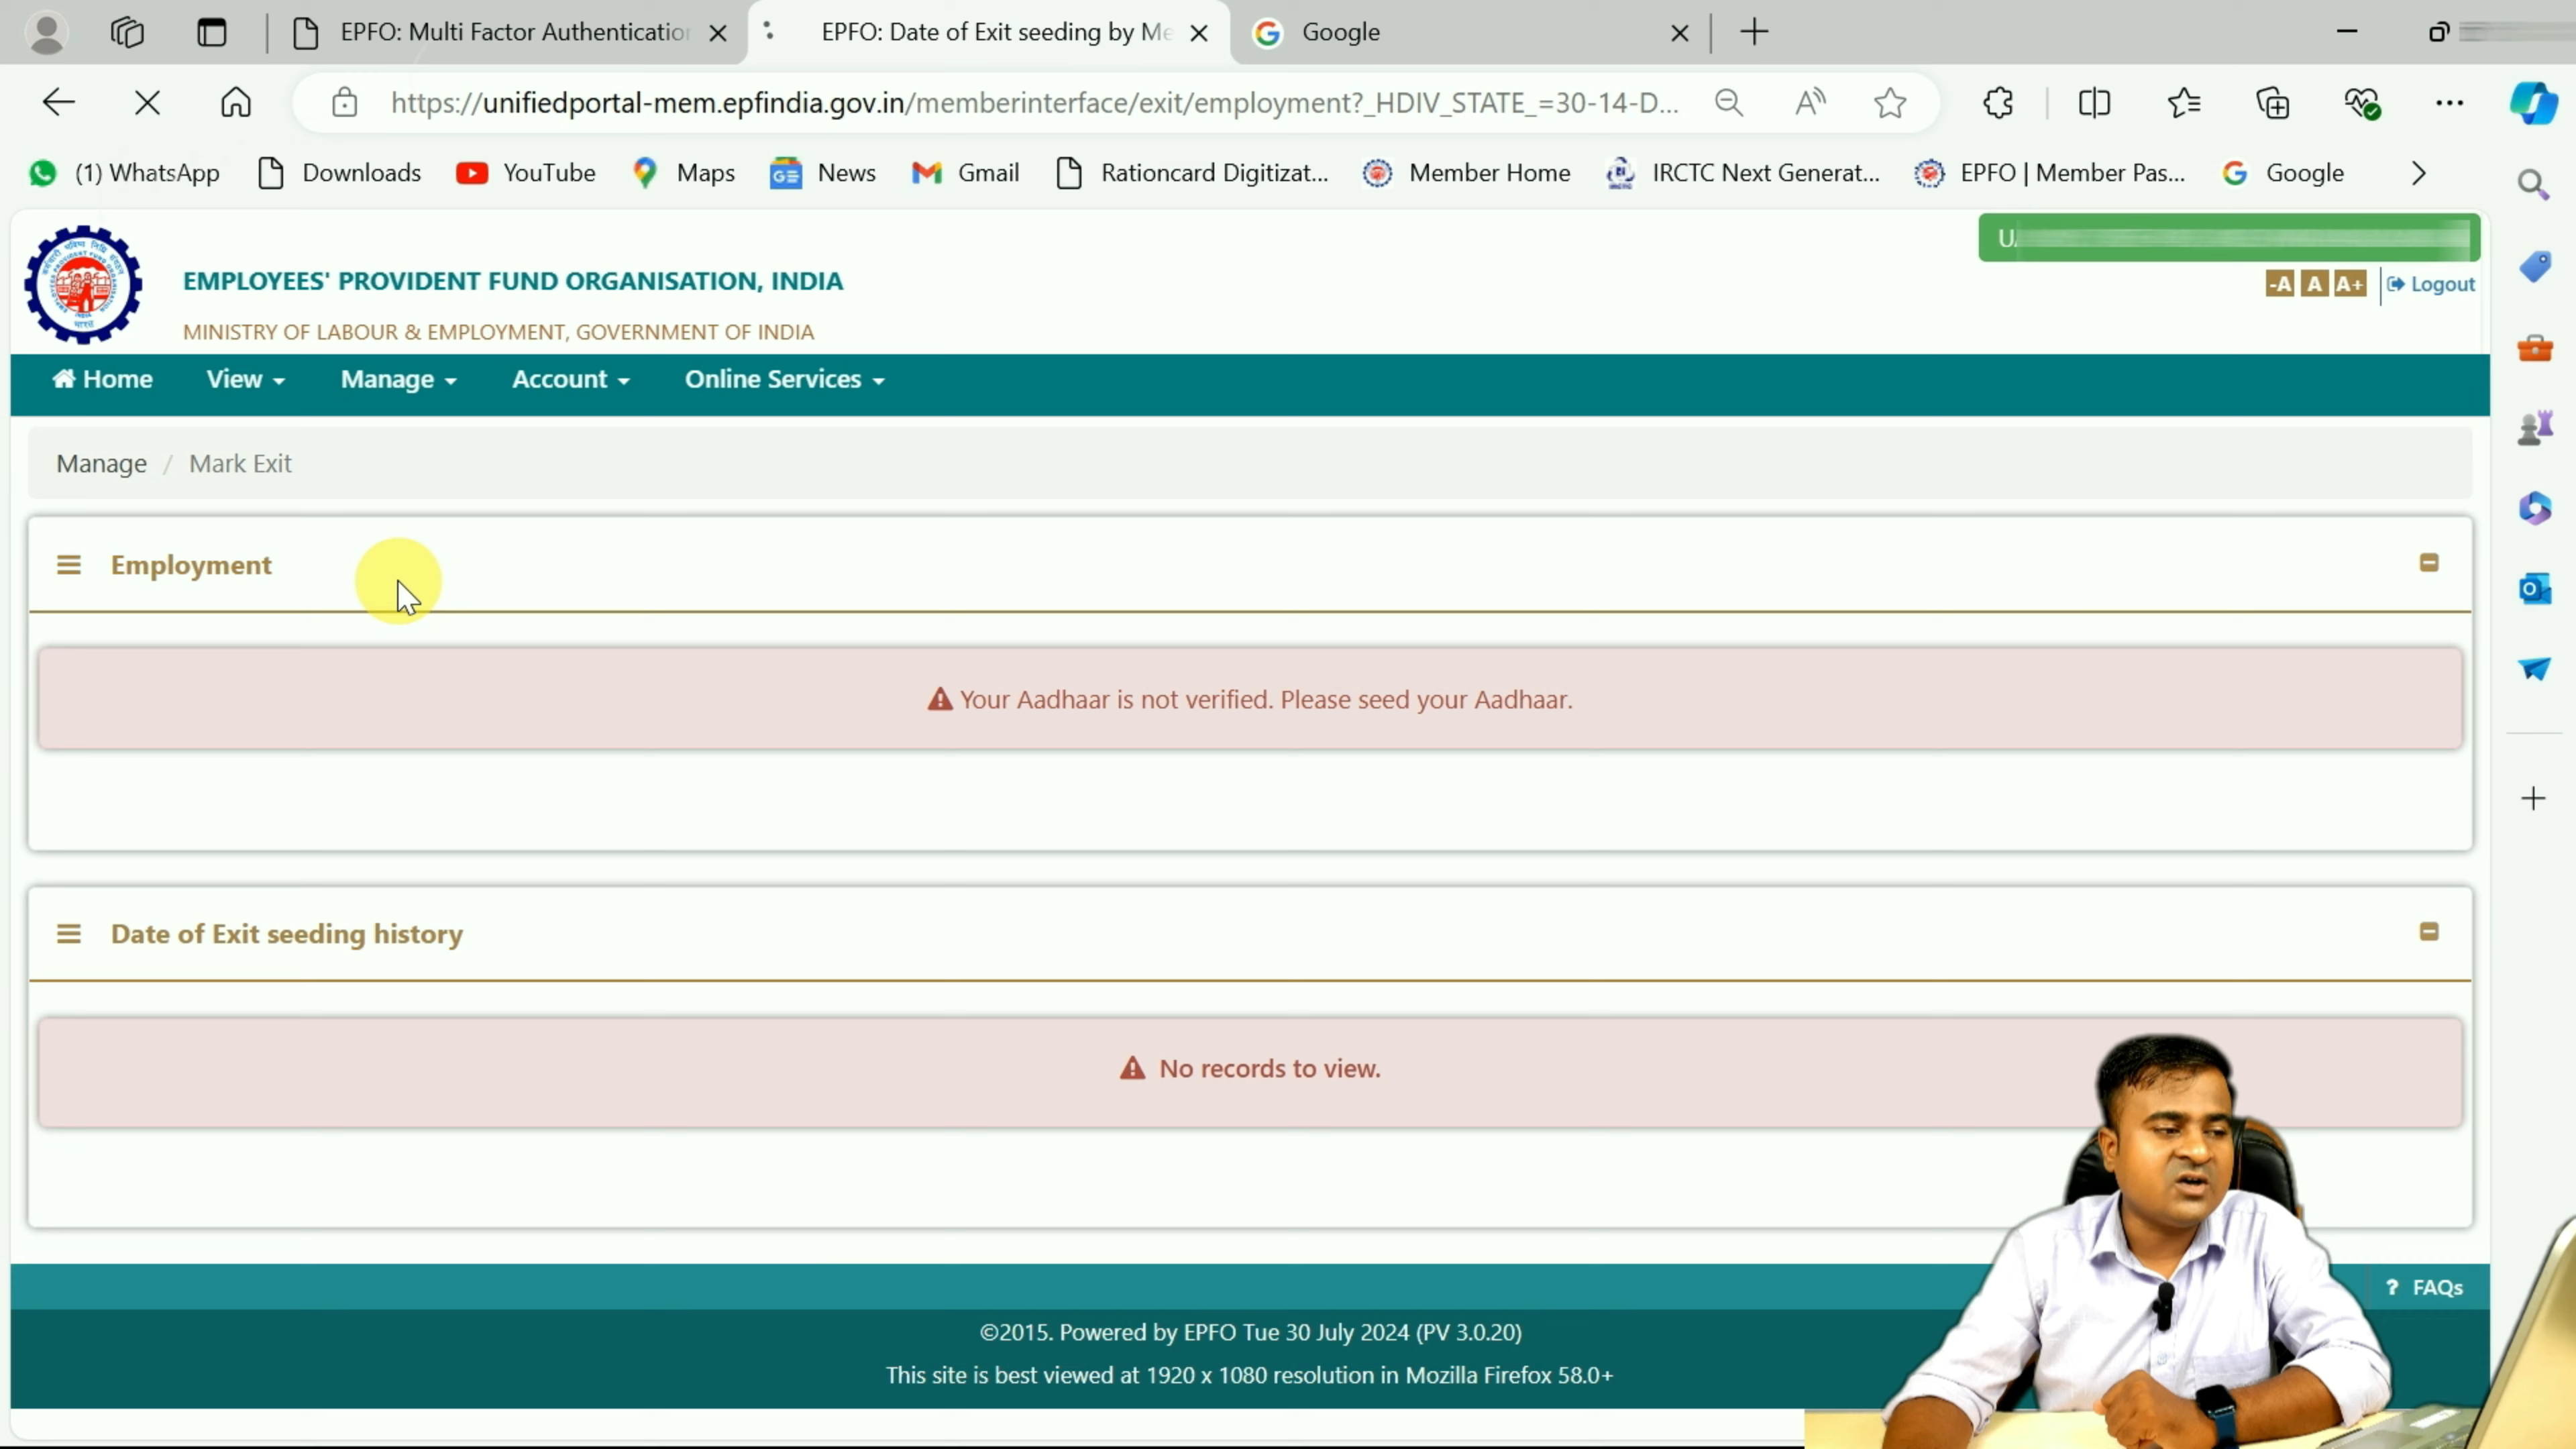 EPFO: Multi Factor Authentication
EPFO: Date of Exit seeding by Me
Google
https://unifiedportal-mem.epfindia.gov.in/memberinterface/exit/employment?_HDIV_STATE_=30-14-D...
(1) WhatsApp
Downloads
YouTube
Maps
News
Gmail
Rationcard Digitizat...
Member Home
IRCTC Next Generat...
EPFO | Member Pas...
Google
EMPLOYEES' PROVIDENT FUND ORGANISATION, INDIA
MINISTRY OF LABOUR & EMPLOYMENT, GOVERNMENT OF INDIA
-A A A+ Logout
Home View Manage Account Online Services
Manage / Mark Exit
Employment
Your Aadhaar is not verified. Please seed your Aadhaar.
Date of Exit seeding history
No records to view.
? FAQs
©2015. Powered by EPFO Tue 30 July 2024 (PV 3.0.20)
This site is best viewed at 1920 x 1080 resolution in Mozilla Firefox 58.0+